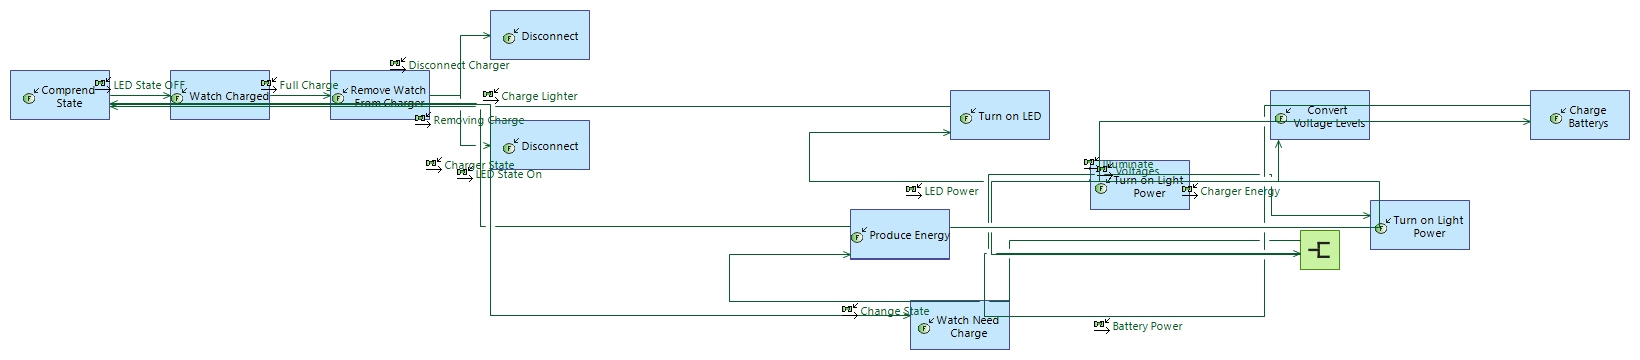 Disconnect
Disconnect Charger
Comprend
State
LED State OFF
Watch Charged
Full Charge
Remove Watch
From Charger
Charge Lighter
Removing Charge
Disconnect
Charger State
LED State On
Turn on LED
Convert
Voltage Levels
Charge
Batterys
Illuminate
Voltages
Turn on Light
Power
LED Power
Charger Energy
Produce Energy
Turn on Light
Power
Change State
Watch Need
Charge
Battery Power